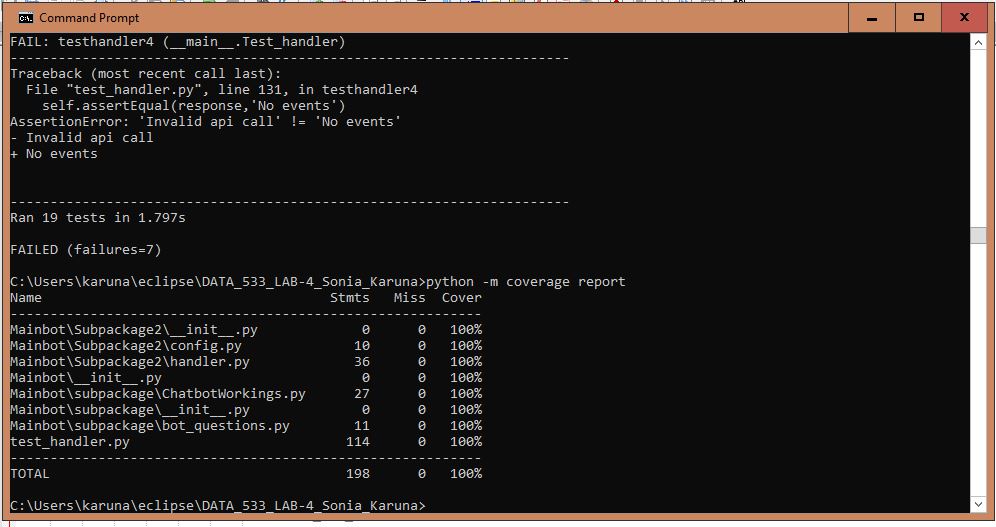 Command Prompt
FAIL: testhandler4 (__main__.Test_handler)
----------------------------------------------------------------------
Traceback (most recent call last):
  File "test_handler.py", line 131, in testhandler4
    self.assertEqual(response,'No events')
AssertionError: 'Invalid api call' != 'No events'
- Invalid api call
+ No events
----------------------------------------------------------------------
Ran 19 tests in 1.797s
FAILED (failures=7)
C:\Users\karuna\eclipse\DATA_533_LAB-4_Sonia_Karuna>python -m coverage report
Name                                    Stmts   Miss  Cover
-----------------------------------------------------------
Mainbot\Subpackage2\__init__.py             0      0   100%
Mainbot\Subpackage2\config.py              10      0   100%
Mainbot\Subpackage2\handler.py             36      0   100%
Mainbot\__init__.py                         0      0   100%
Mainbot\subpackage\ChatbotWorkings.py      27      0   100%
Mainbot\subpackage\__init__.py              0      0   100%
Mainbot\subpackage\bot_questions.py        11      0   100%
test_handler.py                           114      0   100%
-----------------------------------------------------------
TOTAL                                     198      0   100%
C:\Users\karuna\eclipse\DATA_533_LAB-4_Sonia_Karuna>